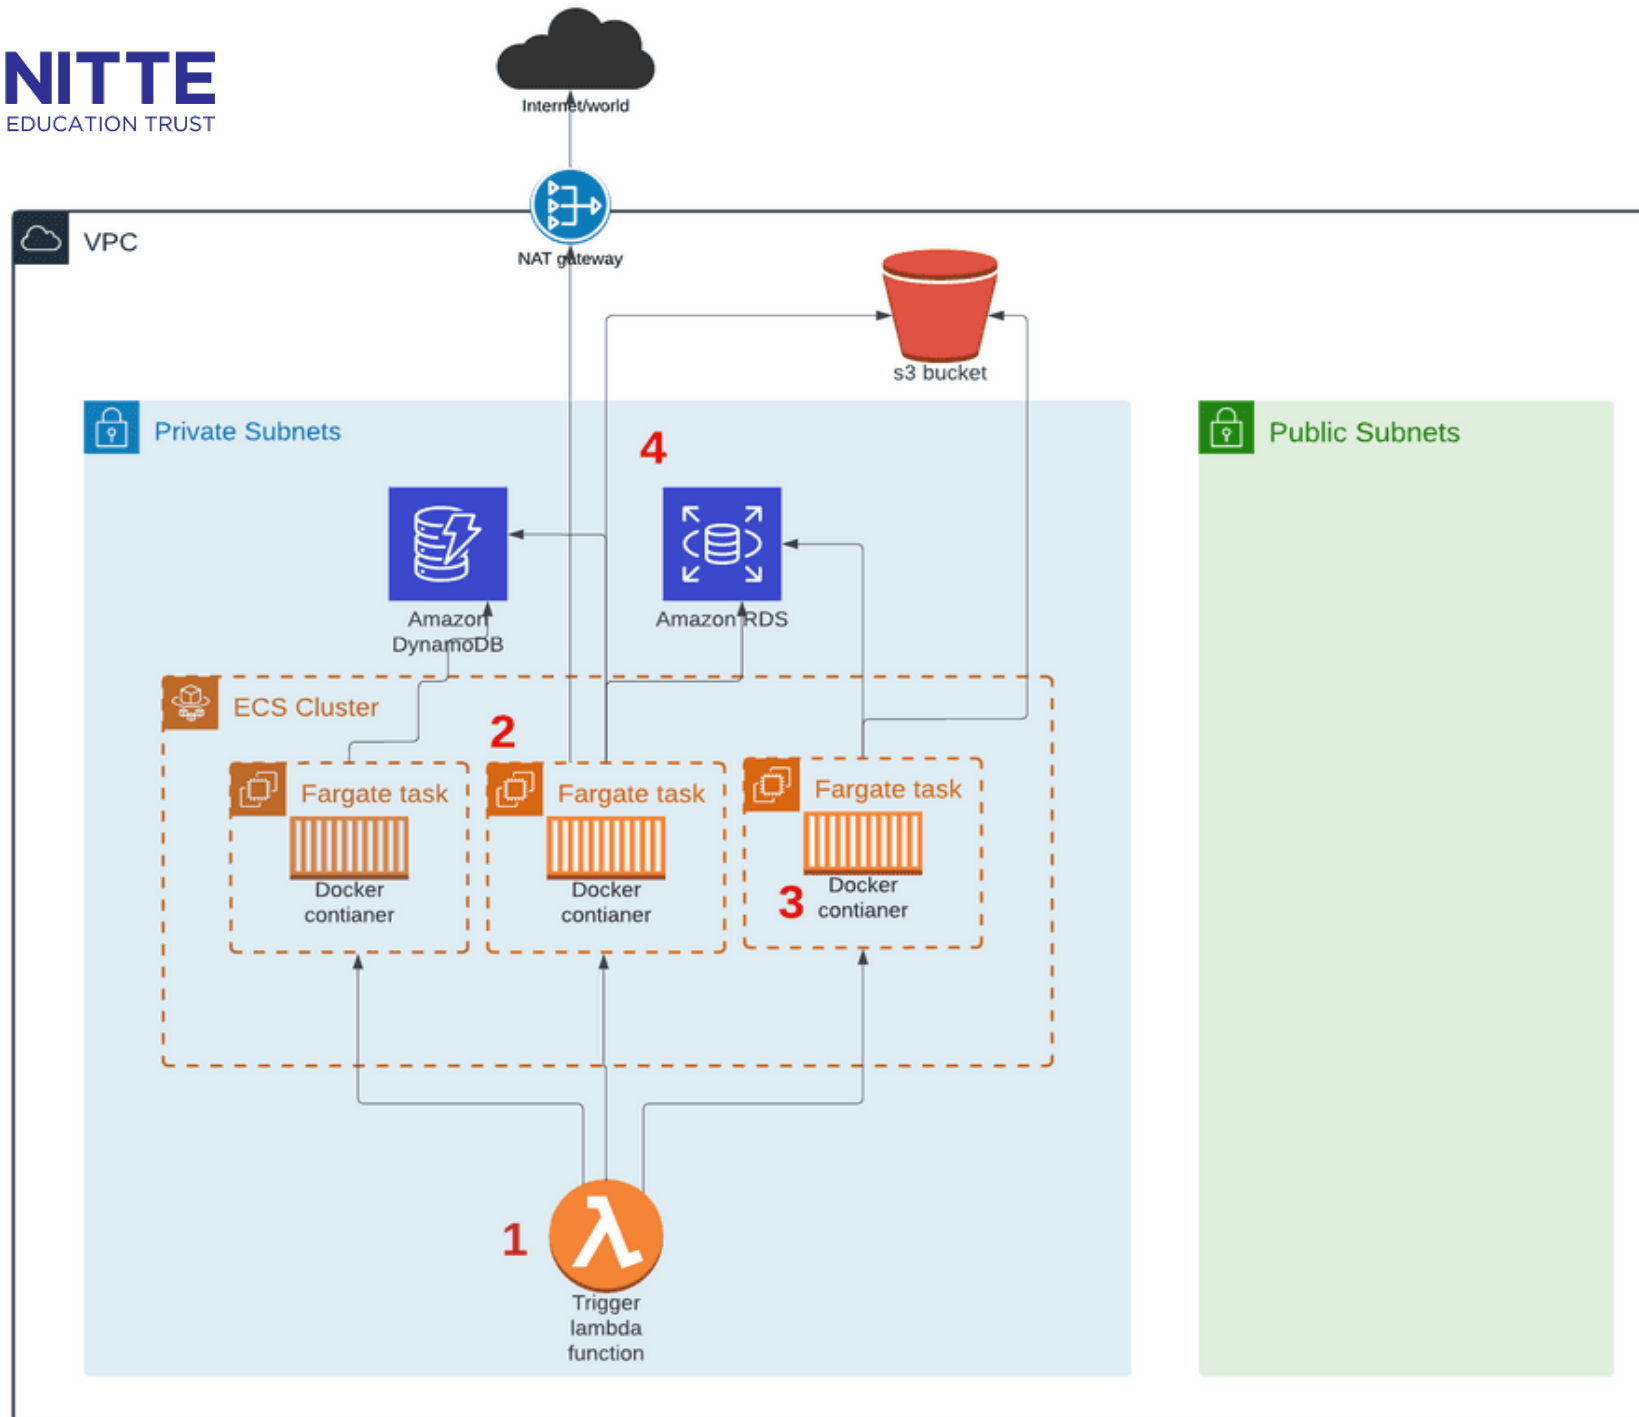 NITTE
EDUCATION TRUST
Internet/world
NAT gateway
VPC
s3 bucket
Private Subnets
Public Subnets
4
Amazon
DynamoDB
Amazon RDS
ECS Cluster
2
Fargate task
Fargate task
Fargate task
Docker
contianer
Docker
contianer
3
Docker
contianer
1
Trigger
lambda
function